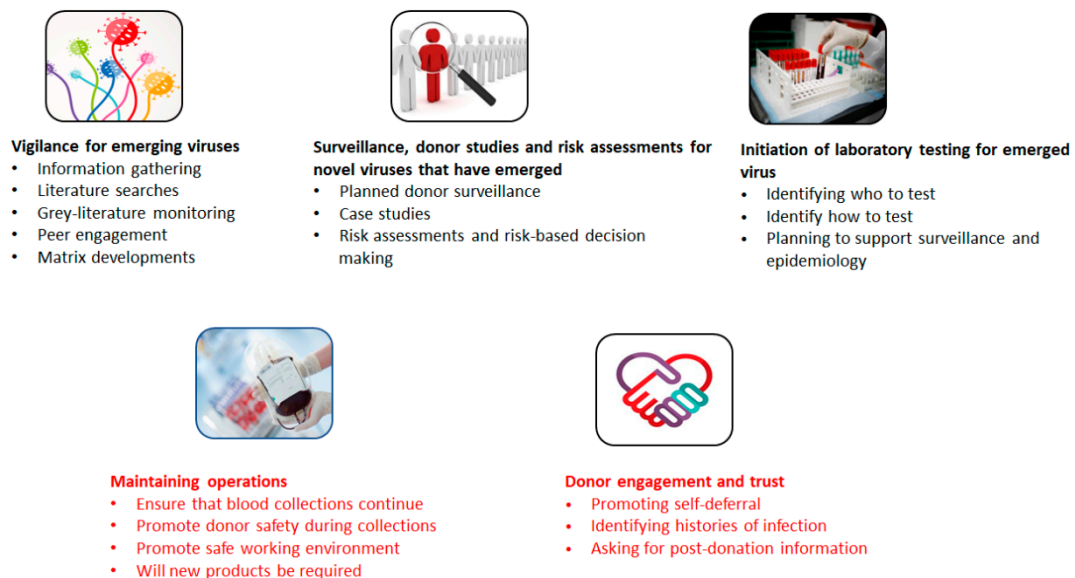 Vigilance for emerging viruses
• Information gathering
• Literature searches
• Grey-literature monitoring
• Peer engagement
• Matrix developments
Surveillance, donor studies and risk assessments for
novel viruses that have emerged
• Planned donor surveillance
• Case studies
• Risk assessments and risk-based decision
making
Initiation of laboratory testing for emerged
virus
• Identifying who to test
• Identify how to test
• Planning to support surveillance and
epidemiology
Maintaining operations
• Ensure that blood collections continue
• Promote donor safety during collections
• Promote safe working environment
• Will new products be required
Donor engagement and trust
• Promoting self-deferral
• Identifying histories of infection
• Asking for post-donation information